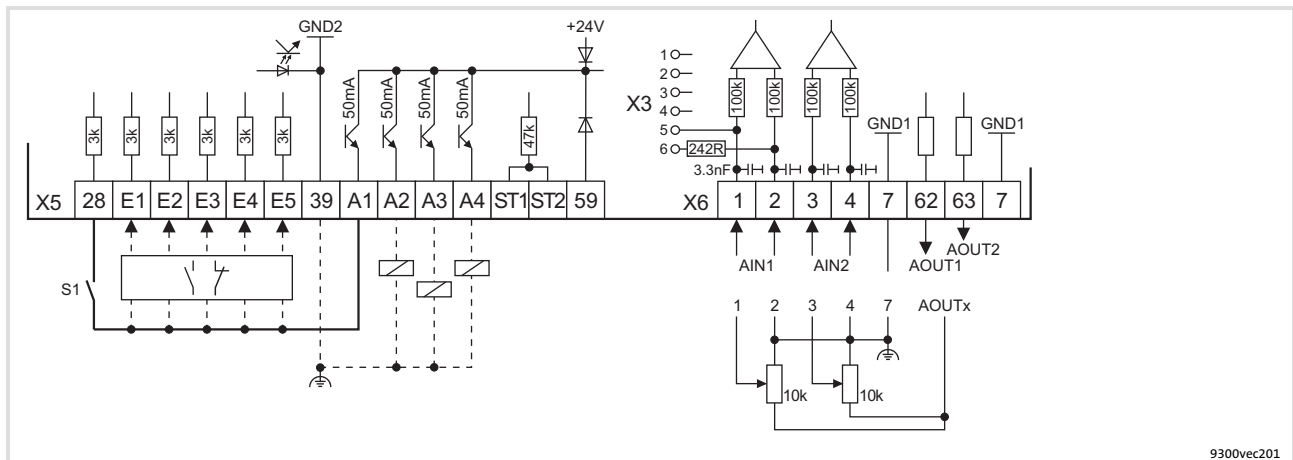 GND2
+24V
50mA
50mA
50mA
50mA
3k
3k
3k
3k
3k
3k
47k
X5 28 E1 E2 E3 E4 E5 39 A1 A2 A3 A4 ST1 ST2 59
S1
X3
1
2
3
4
5
6 242R
100k
100k
100k
100k
3.3nF
GND1
GND1
X6 1 2 3 4 7 62 63 7
AIN1 AIN2 AOUT1 AOUT2
1 2 3 4 7 AOUTx
10k
10k
9300vec201